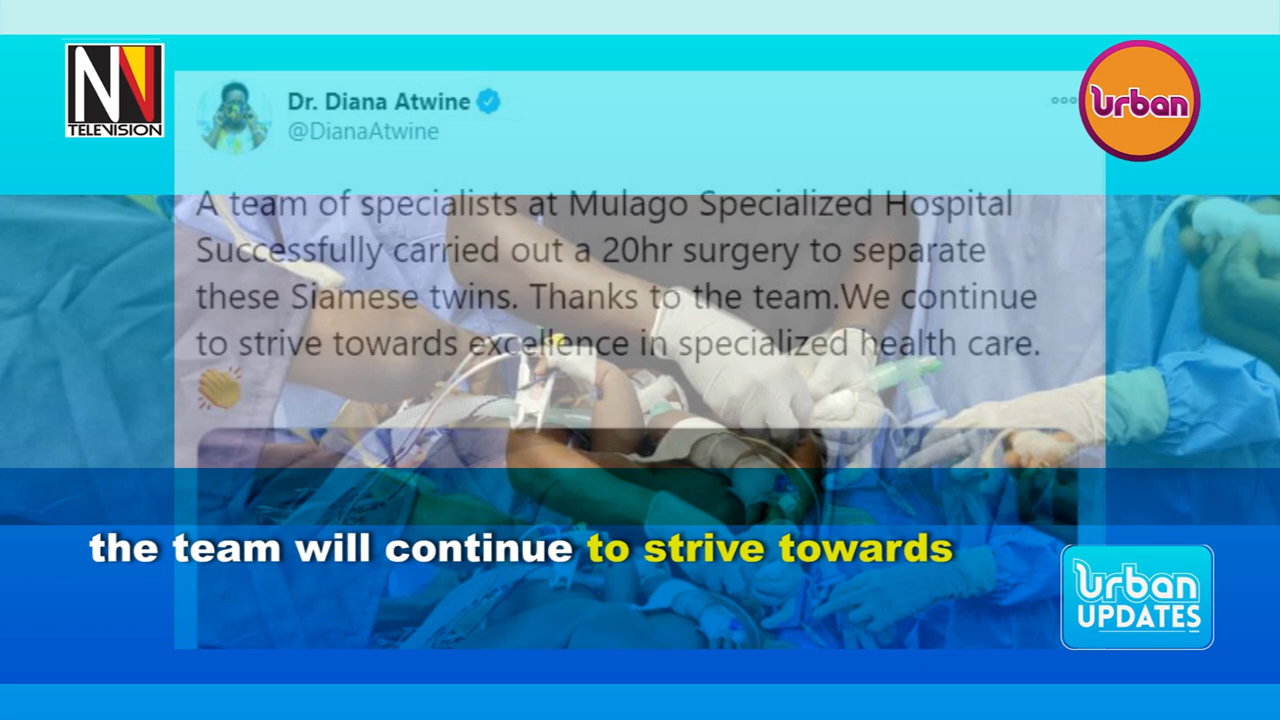 NV
TELEVISION
Dr. Diana Atwine
@DianaAtwine
urban
A team of specialists at Mulago Specialized Hospital
Successfully carried out a 20hr surgery to separate
these Siamese twins. Thanks to the team.We continue
to strive towards excellence in specialized health care.
the team will continue to strive towards
urban
UPDATES